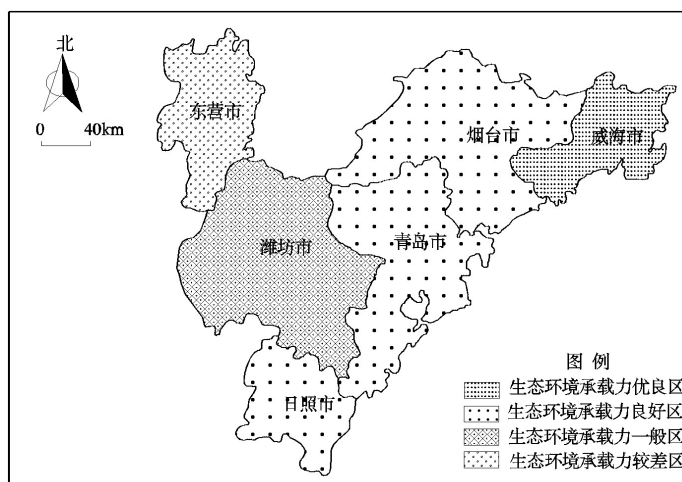 北
0 40km
东营市
烟台市
威海市
潍坊市
青岛市
日照市
图 例
生态环境承载力优良区
生态环境承载力良好区
生态环境承载力一般区
生态环境承载力较差区